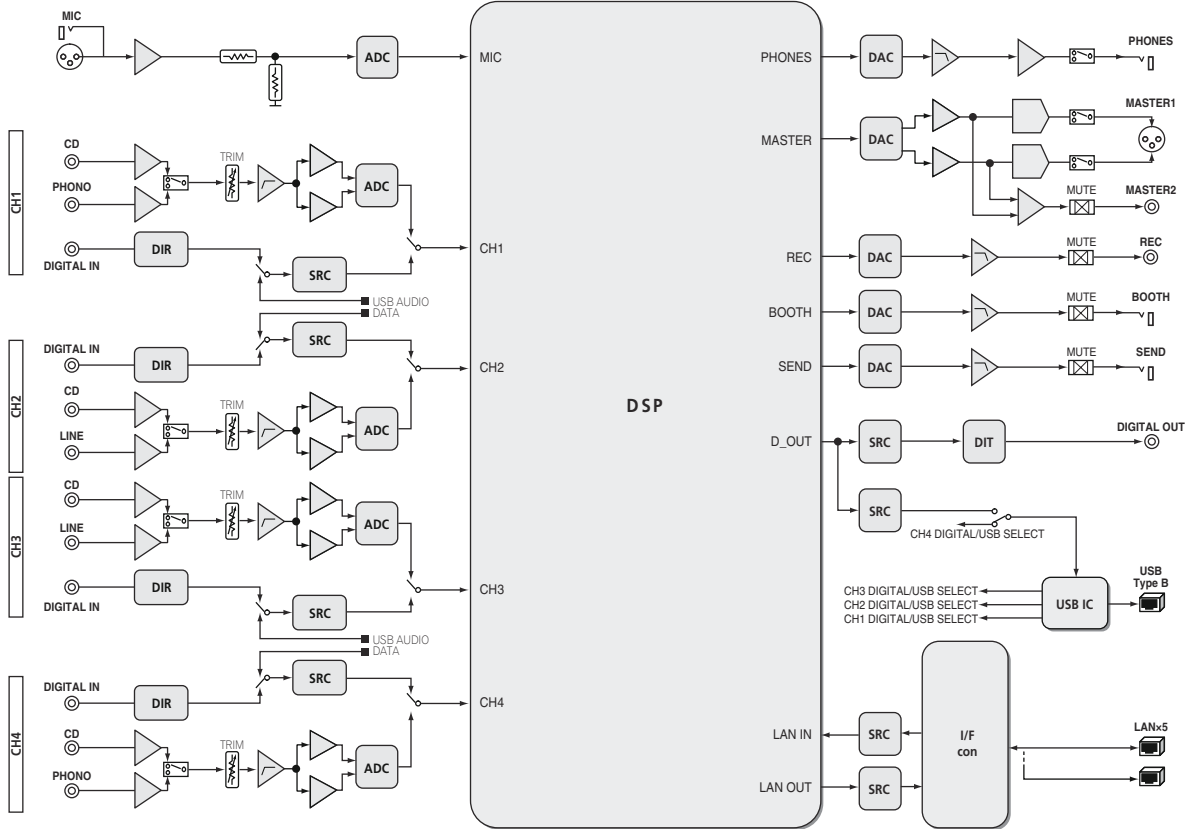 MIC
ADC
MIC
CH1
CD
PHONO
TRIM
ADC
DIGITAL IN
DIR
SRC
CH1
USB AUDIO
DATA
CH2
DIGITAL IN
DIR
SRC
CH2
CD
LINE
TRIM
ADC
CH3
CD
LINE
TRIM
ADC
DIGITAL IN
DIR
SRC
CH3
USB AUDIO
DATA
CH4
DIGITAL IN
DIR
SRC
CH4
CD
PHONO
TRIM
ADC
DSP
PHONES
DAC
PHONES
MASTER
DAC
MASTER1
MUTE
MASTER2
REC
DAC
MUTE
REC
BOOTH
DAC
MUTE
BOOTH
SEND
DAC
MUTE
SEND
D_OUT
SRC
DIT
DIGITAL OUT
SRC
CH4 DIGITAL/USB SELECT
CH3 DIGITAL/USB SELECT
CH2 DIGITAL/USB SELECT
CH1 DIGITAL/USB SELECT
USB IC
USB
Type B
LAN IN
SRC
I/F
con
LAN×5
LAN OUT
SRC